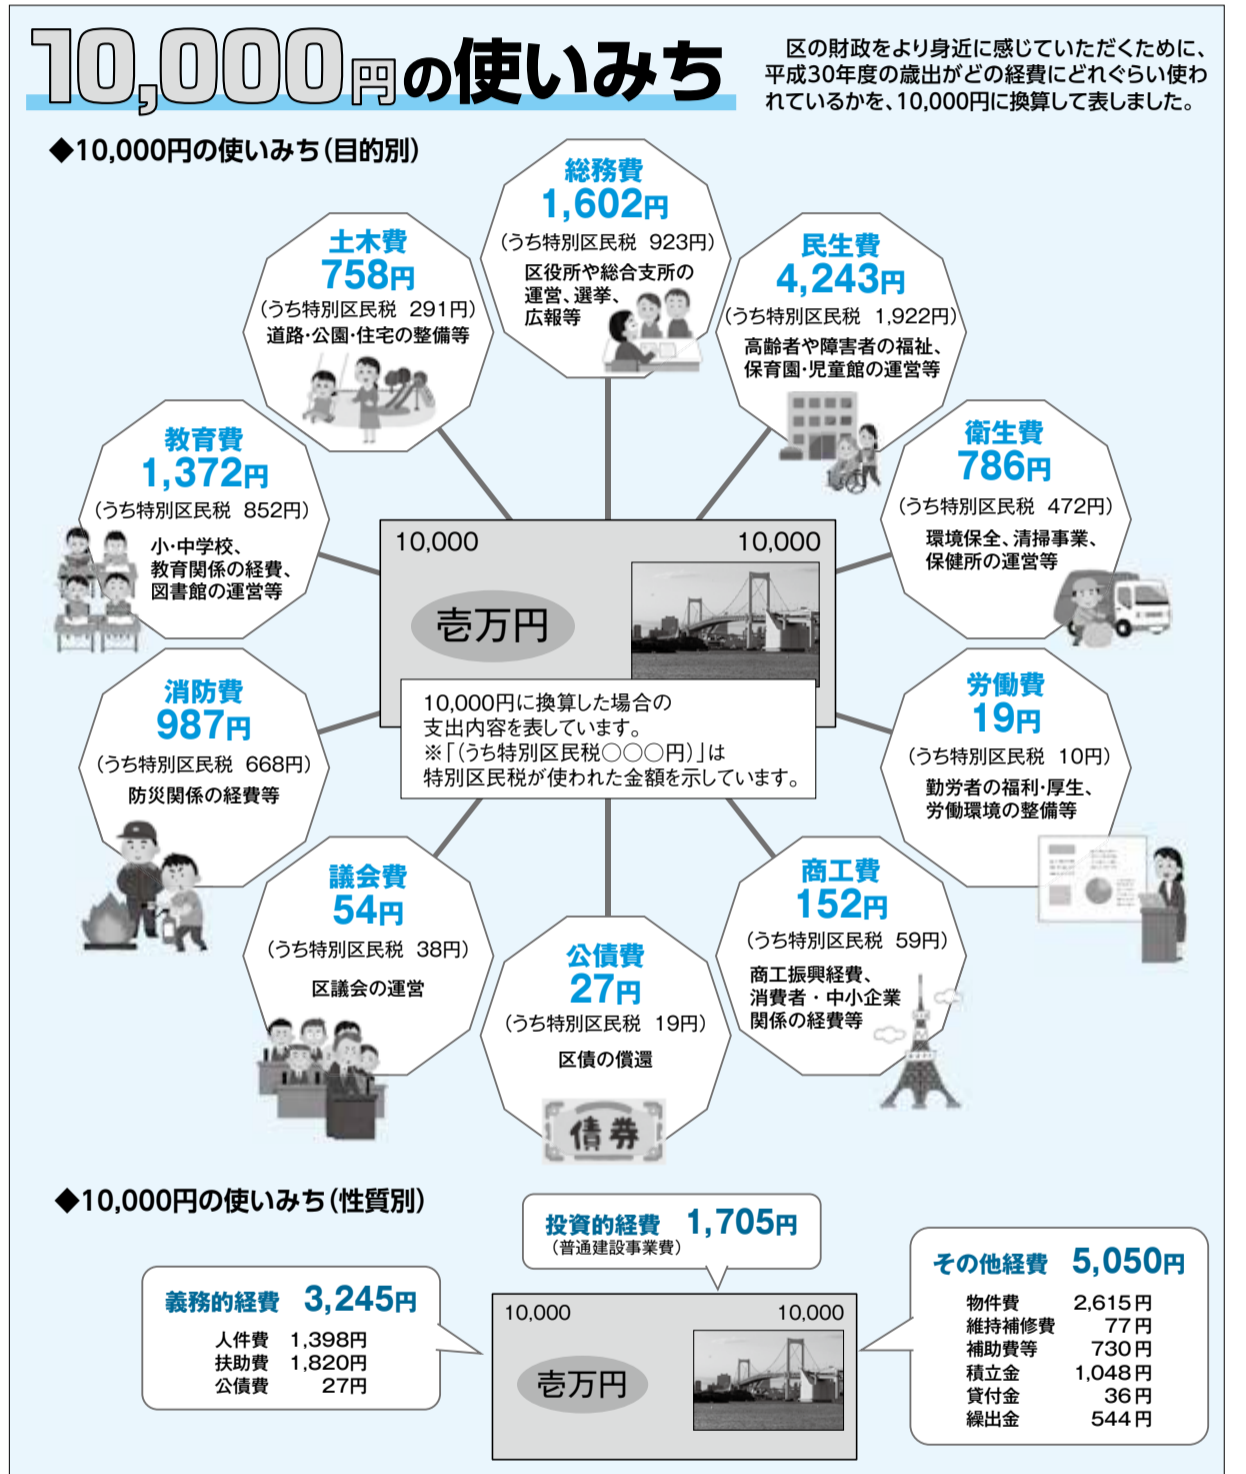 10,000円の使いみち
区の財政をより身近に感じていただくために、
平成30年度の歳出がどの経費にどれぐらい使わ
れているかを、10,000円に換算して表しました。
◆10,000円の使いみち(目的別)
総務費
1,602円
(うち特別区民税 923円)
区役所や総合支所の
運営、選挙、
広報等
土木費
758円
(うち特別区民税 291円)
道路・公園・住宅の整備等
民生費
4,243円
(うち特別区民税 1,922円)
高齢者や障害者の福祉、
保育園・児童館の運営等
教育費
1,372円
(うち特別区民税 852円)
小・中学校、
教育関係の経費、
図書館の運営等
衛生費
786円
(うち特別区民税 472円)
環境保全、清掃事業、
保健所の運営等
10,000
10,000
壱万円
10,000円に換算した場合の
支出内容を表しています。
※「(うち特別区民税○○○円)」は
特別区民税が使われた金額を示しています。
消防費
987円
(うち特別区民税 668円)
防災関係の経費等
労働費
19円
(うち特別区民税 10円)
勤労者の福利・厚生、
労働環境の整備等
議会費
54円
(うち特別区民税 38円)
区議会の運営
公債費
27円
(うち特別区民税 19円)
区債の償還
債券
商工費
152円
(うち特別区民税 59円)
商工振興経費、
消費者・中小企業
関係の経費等
◆10,000円の使いみち(性質別)
投資的経費 1,705円
(普通建設事業費)
義務的経費 3,245円
人件費 1,398円
扶助費 1,820円
公債費 27円
10,000
10,000
壱万円
その他経費 5,050円
物件費 2,615円
維持補修費 77円
補助費等 730円
積立金 1,048円
貸付金 36円
繰出金 544円